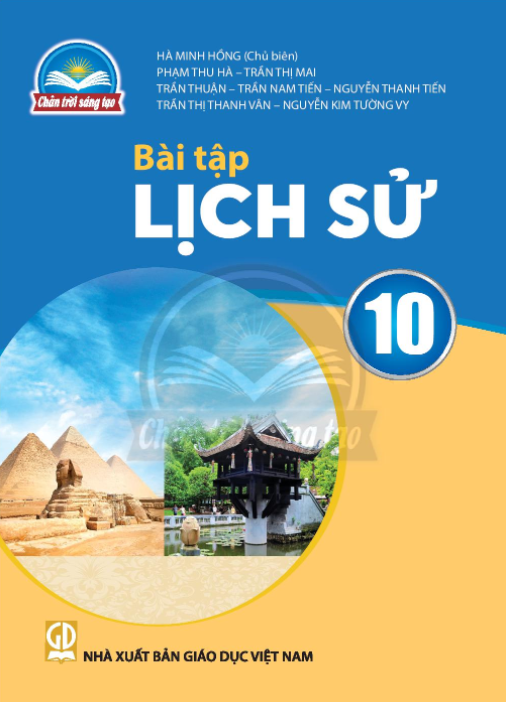 HÀ MINH HỒNG (Chủ biên)
PHẠM THU HÀ – TRẦN THỊ MAI
TRẦN THUẬN – TRẦN NAM TIẾN – NGUYỄN THANH TIẾN
TRẦN THỊ THANH VÂN – NGUYỄN KIM TƯỜNG VY
Chân trời sáng tạo
Bài tập
LỊCH SỬ
10
Chân trời sáng tạo
GD
NHÀ XUẤT BẢN GIÁO DỤC VIỆT NAM